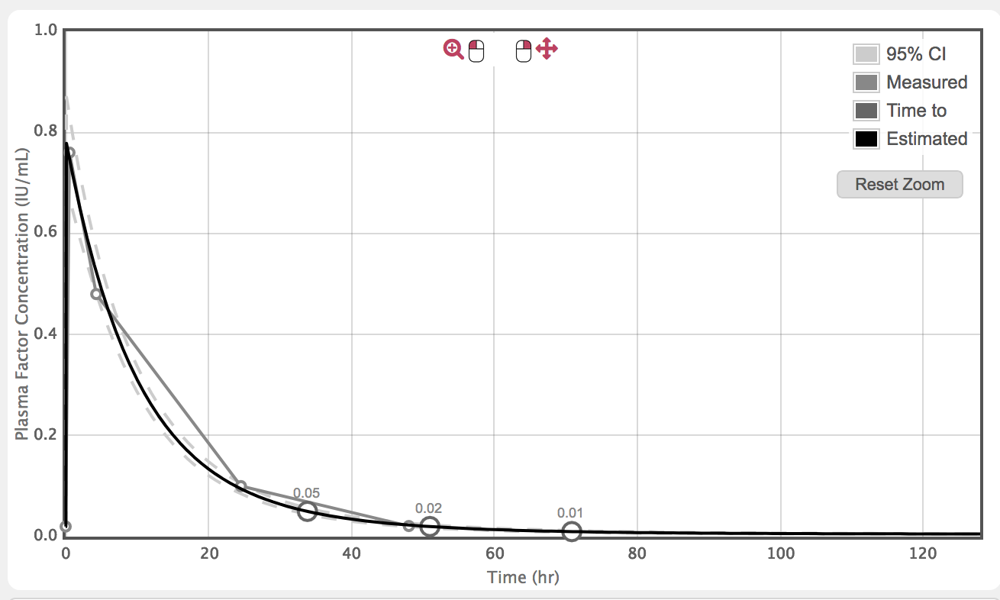 1.0
0.8
0.6
0.4
0.2
0.0
Plasma Factor Concentration (IU/mL)
95% CI
Measured
Time to
Estimated
Reset Zoom
0.05
0.02
0.01
0 20 40 60 80 100 120
Time (hr)